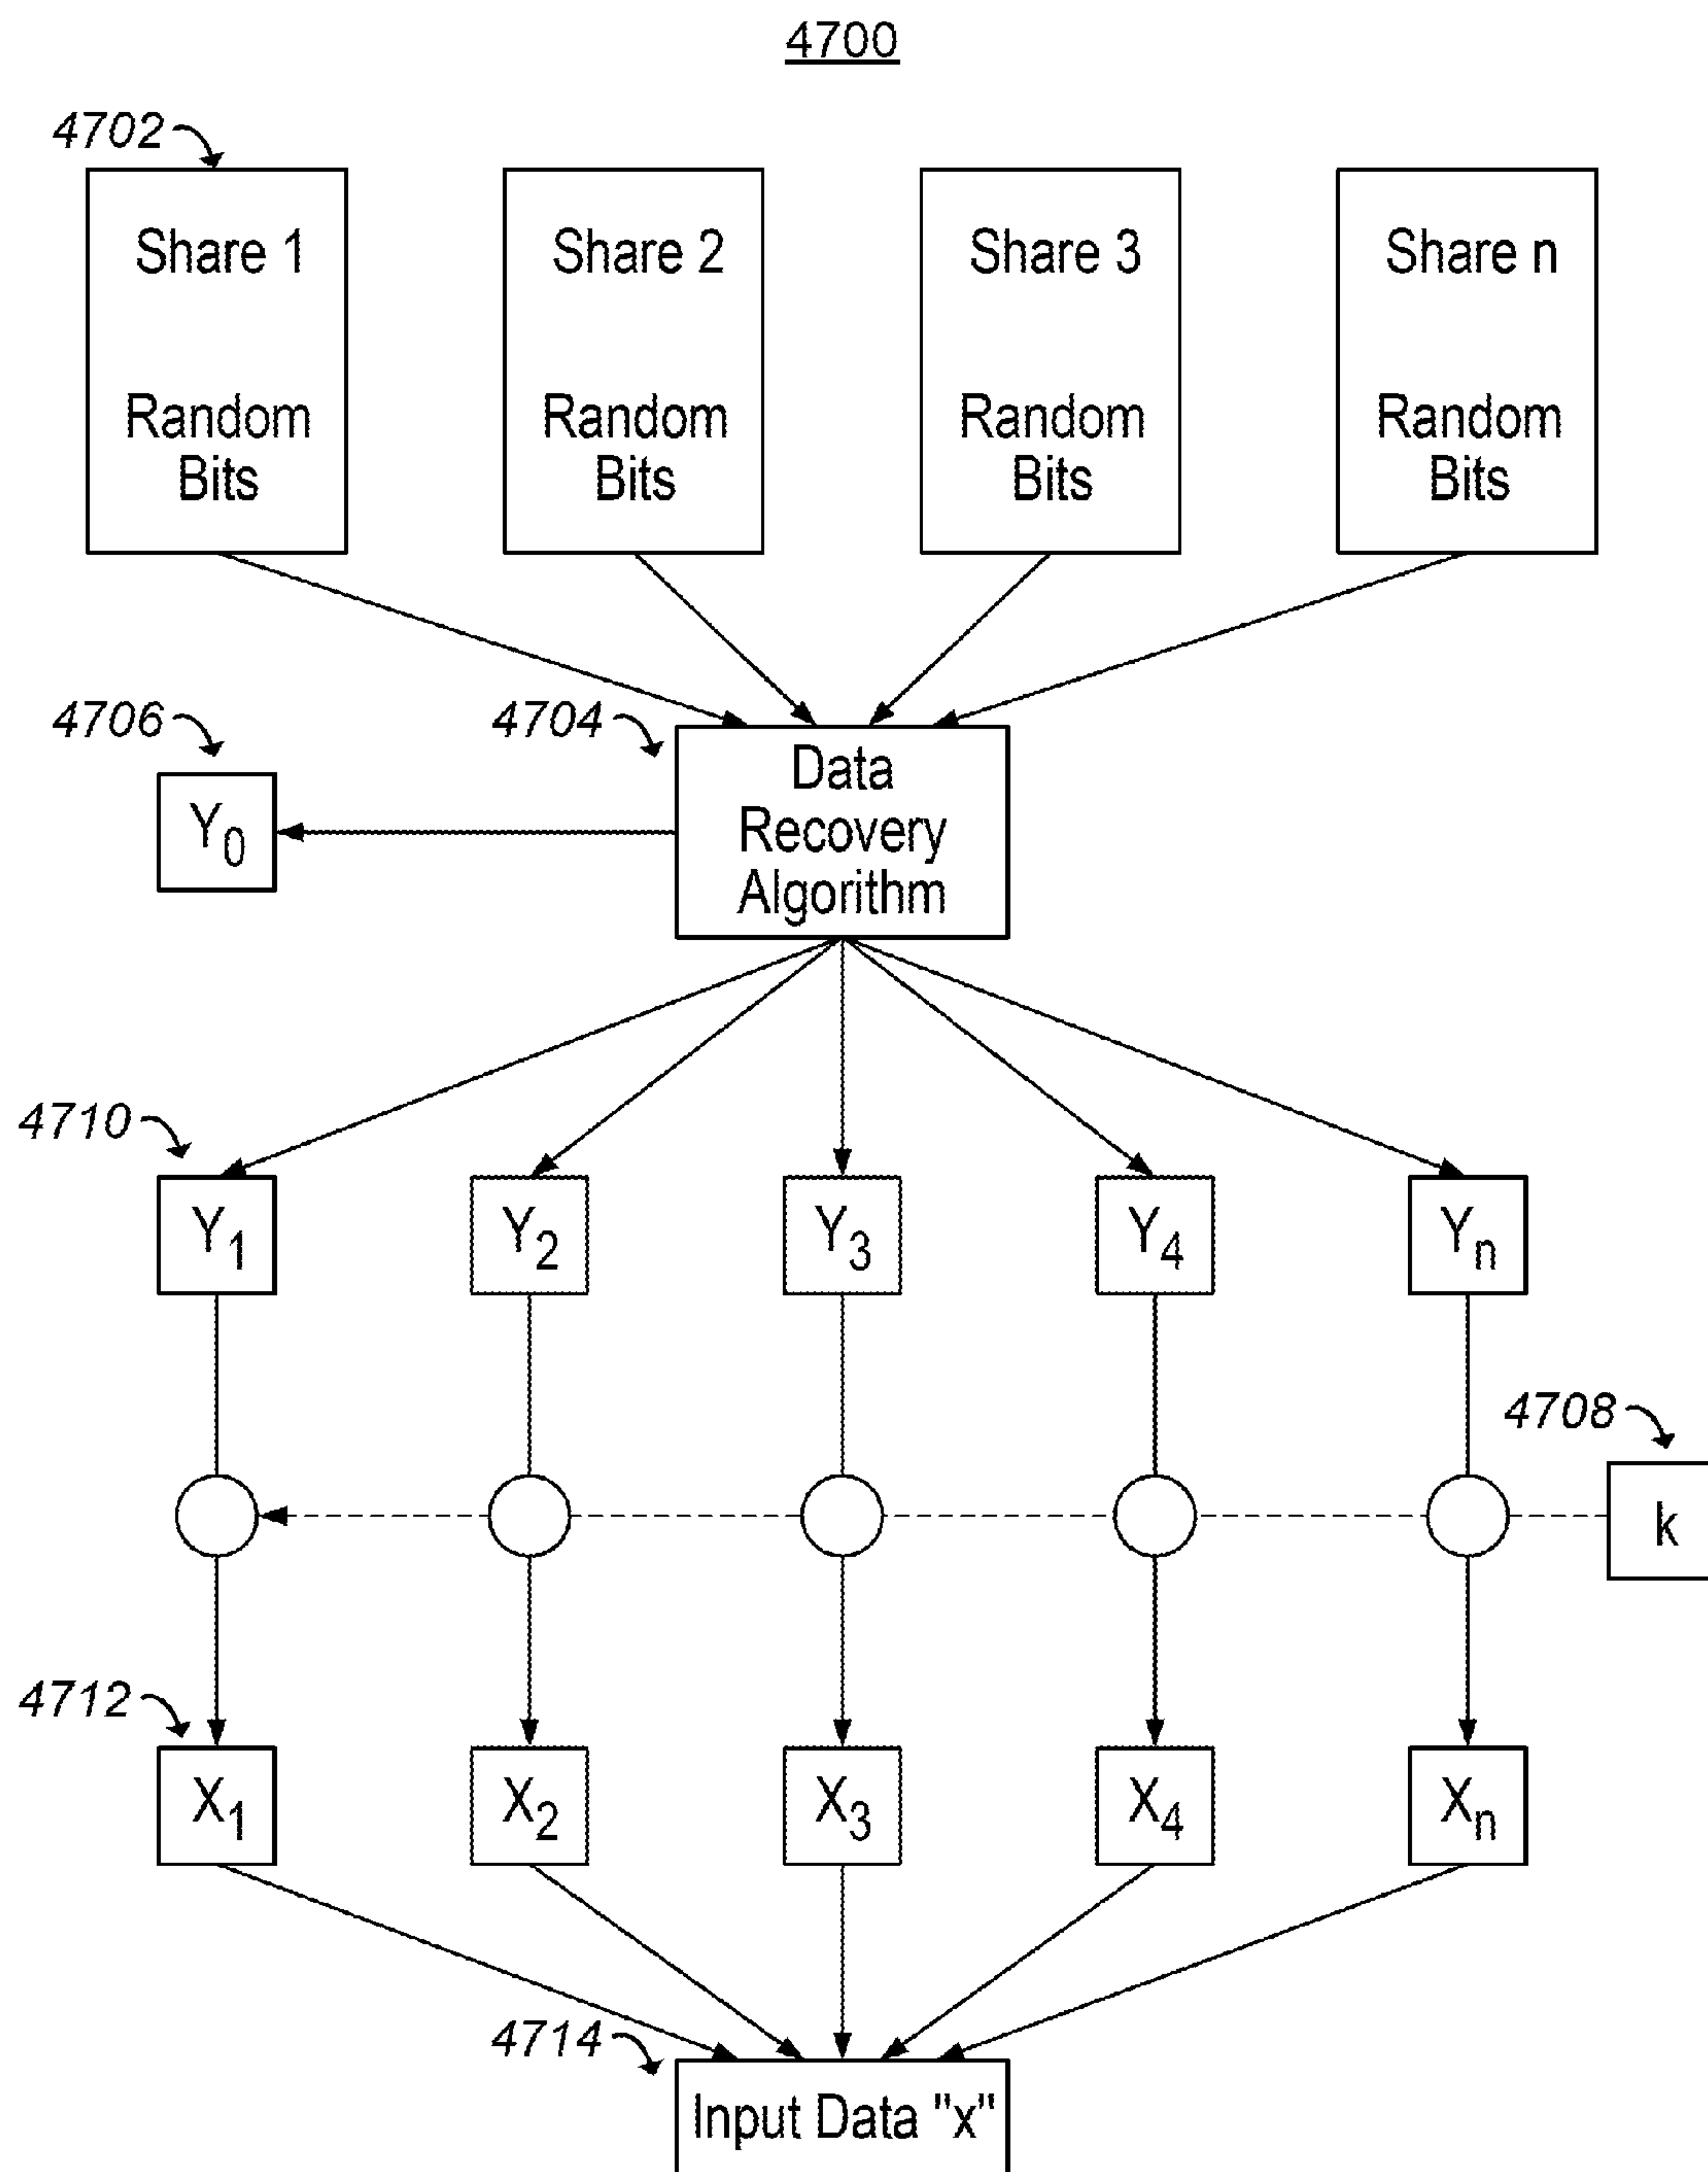 4700
4702
Share 1
Random
Bits
Share 2
Random
Bits
Share 3
Random
Bits
Share n
Random
Bits
4706
4704
Y0
Data
Recovery
Algorithm
4710
Y1
Y2
Y3
Y4
Yn
4708
k
4712
X1
X2
X3
X4
Xn
4714
Input Data "x"